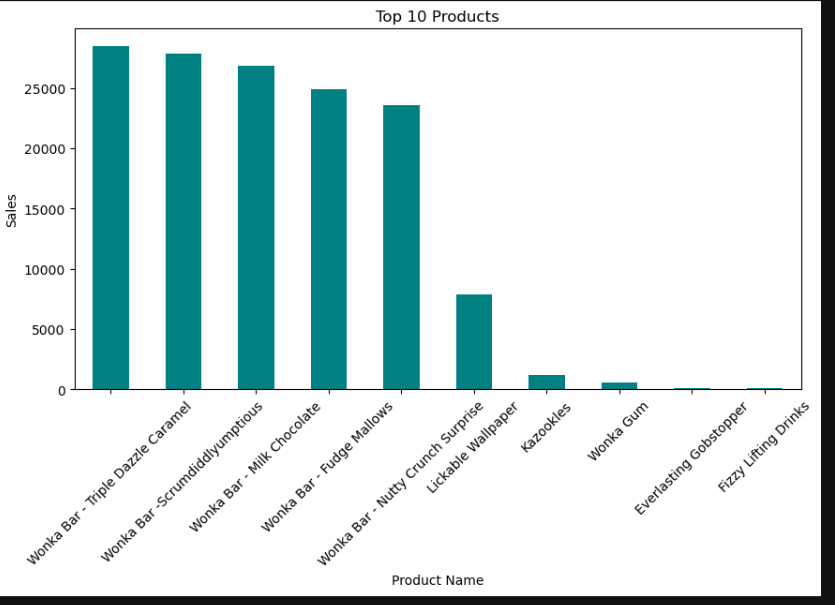 Top 10 Products
Sales
25000
20000
15000
10000
5000
0
Wonka Bar - Triple Dazzle Caramel
Wonka Bar -Scrumdiddlyumptious
Wonka Bar - Milk Chocolate
Wonka Bar - Fudge Mallows
Wonka Bar - Nutty Crunch Surprise
Lickable Wallpaper
Kazookles
Wonka Gum
Everlasting Gobstopper
Fizzy Lifting Drinks
Product Name